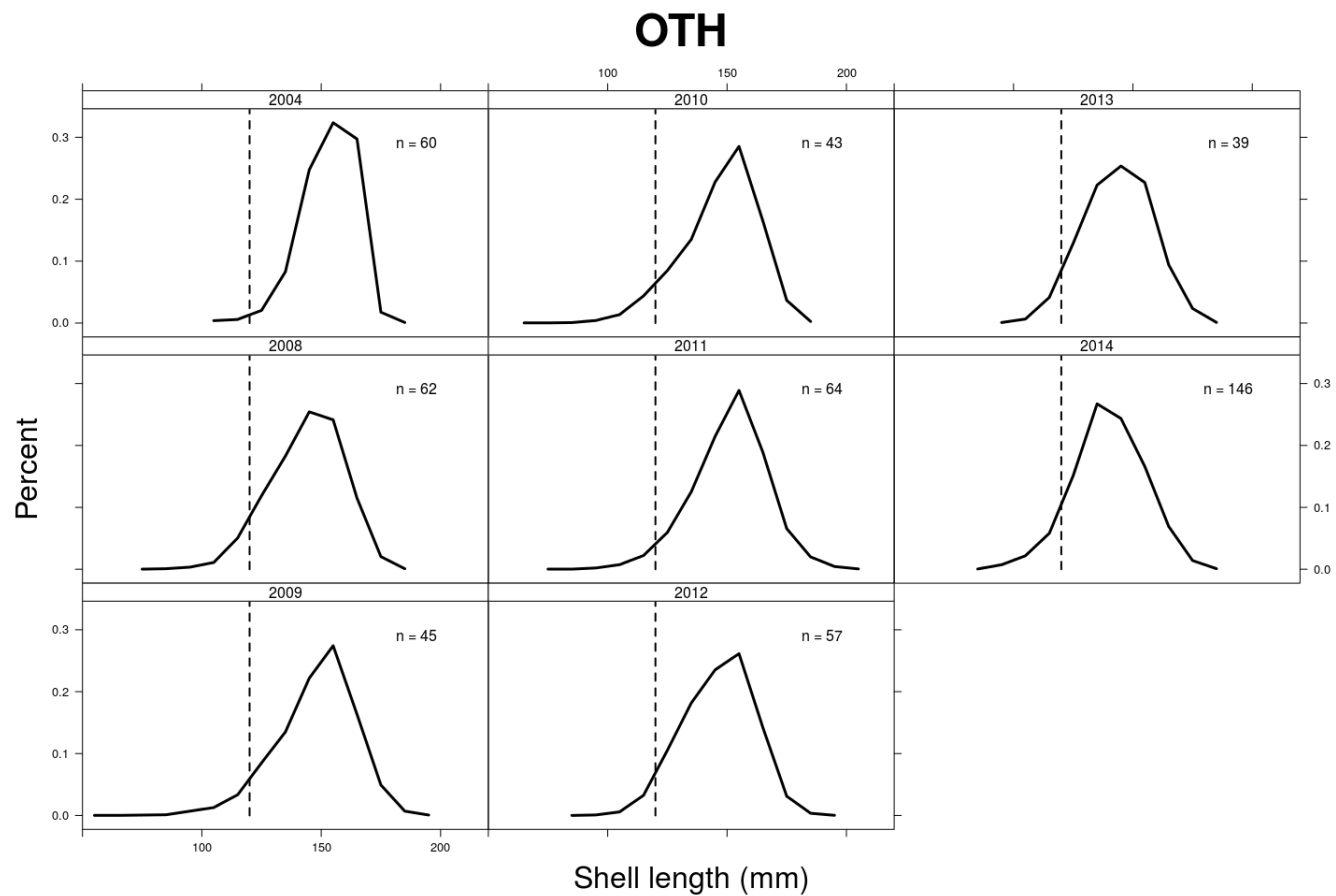 OTH
100 150 200
2004 2010 2013
0.3 n = 60 n = 43 n = 39
0.2
0.1
0.0
2008 2011 2014
n = 62 n = 64 n = 146 0.3
0.2
0.1
0.0
Percent
2009 2012
0.3 n = 45 n = 57
0.2
0.1
0.0
100 150 200
Shell length (mm)